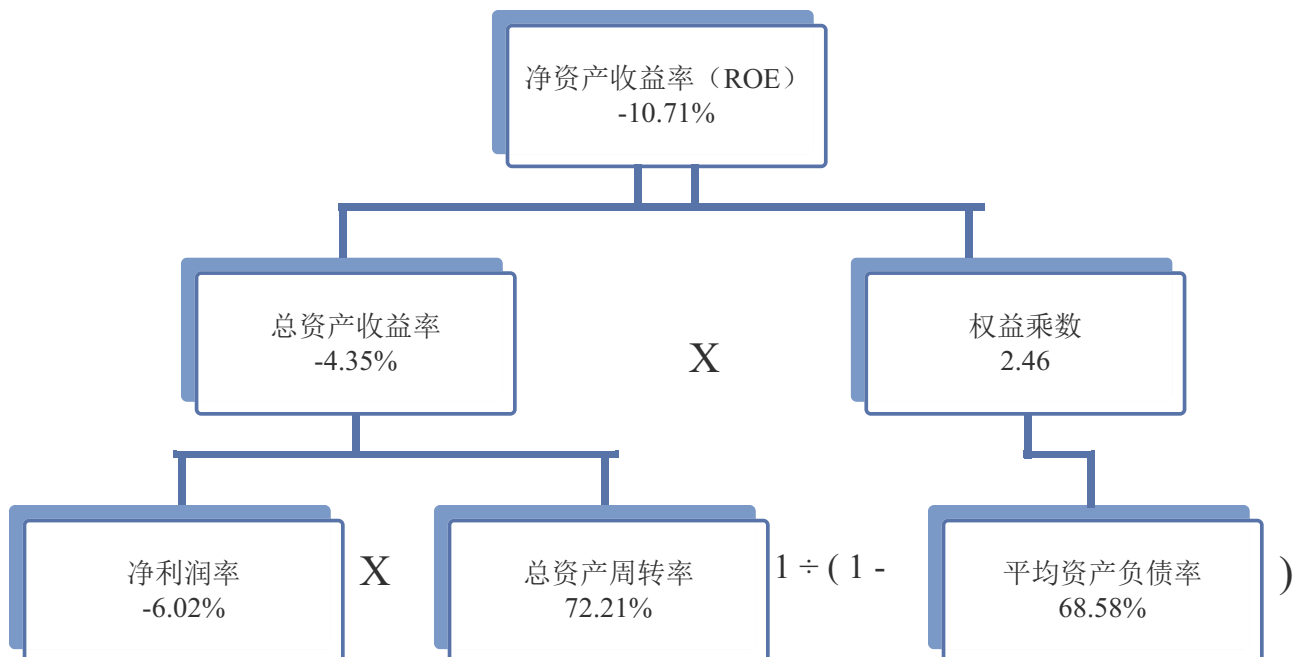 净资产收益率（ROE）
-10.71%
总资产收益率
-4.35%
X
权益乘数
2.46
净利润率
-6.02%
X
总资产周转率
72.21%
1 ÷ ( 1 -
平均资产负债率
68.58%
)